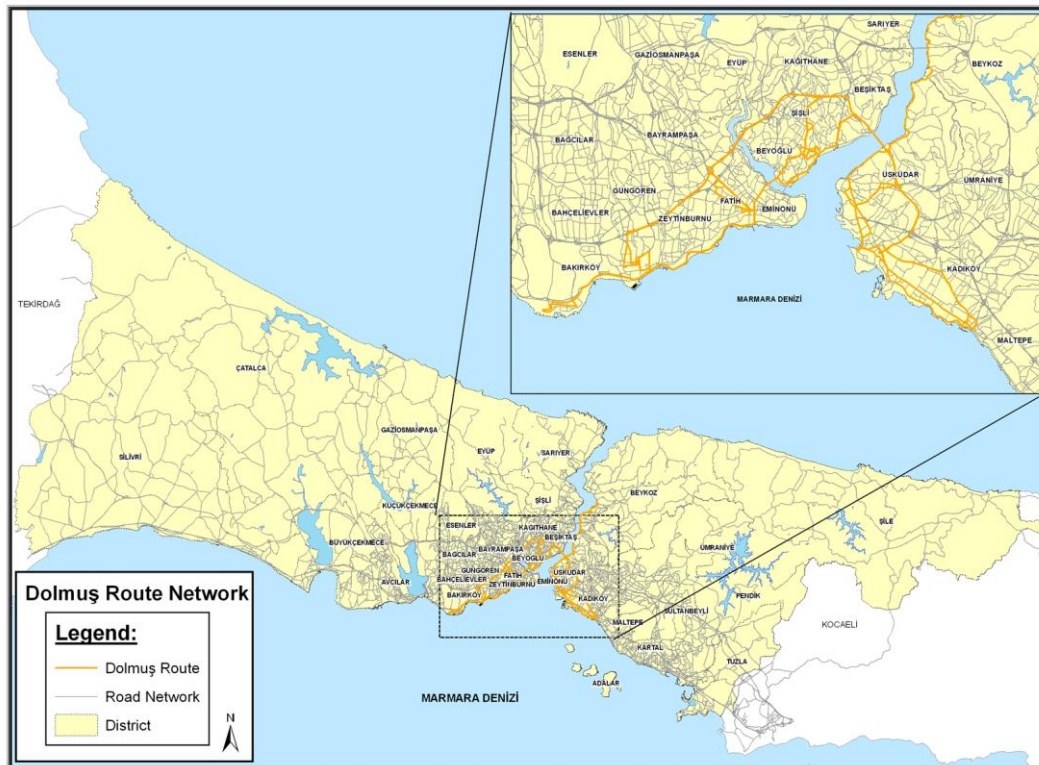 SARIYER
ESENLER
GAZİOSMANPAŞA
EYÜP
KAĞITHANE
BEYKOZ
BEŞİKTAŞ
ŞİŞLİ
BAYRAMPAŞA
BAĞCILAR
BEYOĞLU
ÜSKÜDAR
ÜMRANİYE
GÜNGÖREN
FATİH
EMİNÖNÜ
BAHÇELİEVLER
ZEYTİNBURNU
BAKIRKÖY
KADIKÖY
MARMARA DENİZİ
MALTEPE
TEKİRDAĞ
ÇATALCA
GAZİOSMANPAŞA
SİLİVRİ
EYÜP
SARIYER
BEYKOZ
ŞİŞLİ
KÜÇÜKÇEKMECE
ŞİLE
ESENLER
KAĞITHANE
BEŞİKTAŞ
BÜYÜKÇEKMECE
BAĞCILAR
BAYRAMPAŞA
BEYOĞLU
ÜMRANİYE
GÜNGÖREN
FATİH
ÜSKÜDAR
AVCILAR
BAHÇELİEVLER
ZEYTİNBURNU
EMİNÖNÜ
BAKIRKÖY
KADIKÖY
PENDİK
SULTANBEYLİ
MALTEPE
KOCAELİ
KARTAL
TUZLA
ADALAR
MARMARA DENİZİ
Dolmuş Route Network
Legend:
Dolmuş Route
Road Network
District
N